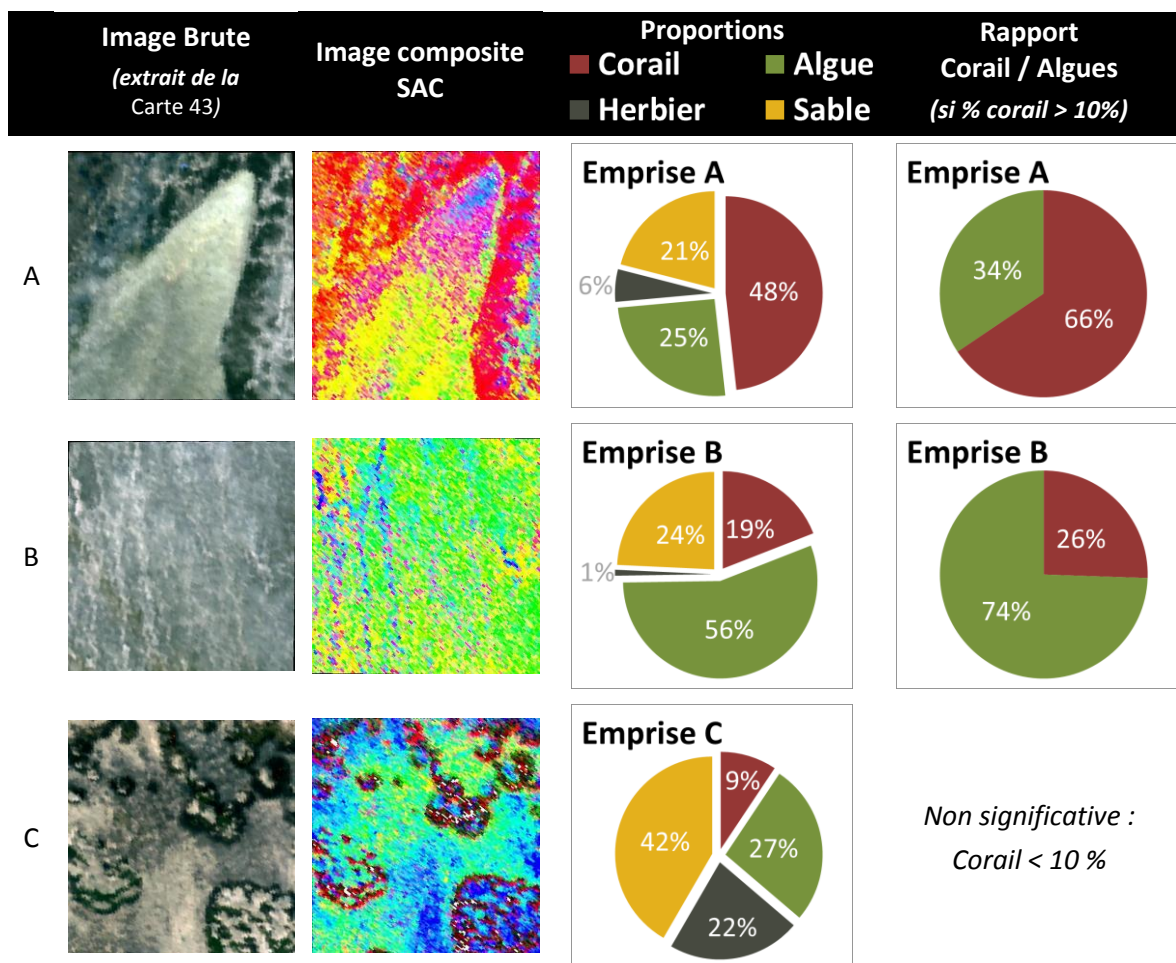 Image Brute
(extrait de la
Carte 43)
Image composite
SAC
Proportions
Corail
Algue
Herbier
Sable
Rapport
Corail / Algues
(si % corail > 10%)
A
Emprise A
21%
48%
6%
25%
Emprise A
34%
66%
B
Emprise B
24%
19%
1%
56%
Emprise B
26%
74%
C
Emprise C
9%
42%
27%
22%
Non significative :
Corail < 10 %